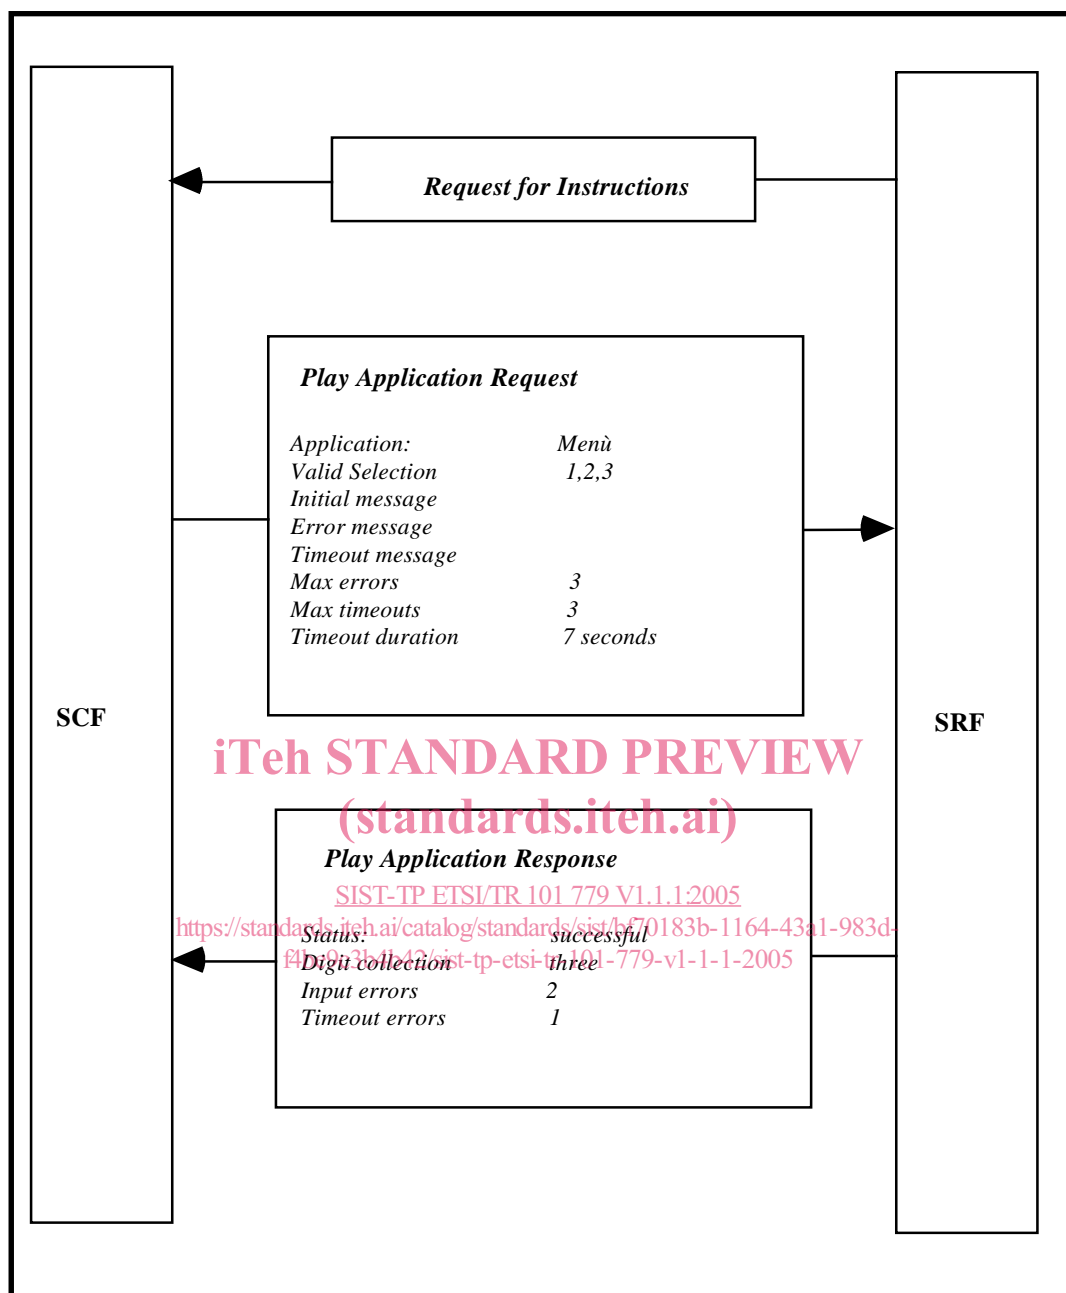 Request for Instructions
Play Application Request
Application: Menù
Valid Selection 1,2,3
Initial message
Error message
Timeout message
Max errors 3
Max timeouts 3
Timeout duration 7 seconds
SCF
SRF
iTeh STANDARD PREVIEW
(standards.iteh.ai)
Play Application Response
SIST-TP ETSI/TR 101 779 V1.1.1:2005
https://standards.iteh.ai/catalog/standards/sist/bf70183b-1164-43a1-983d-
Status: successful
Digit collection three
Input errors 2
Timeout errors 1